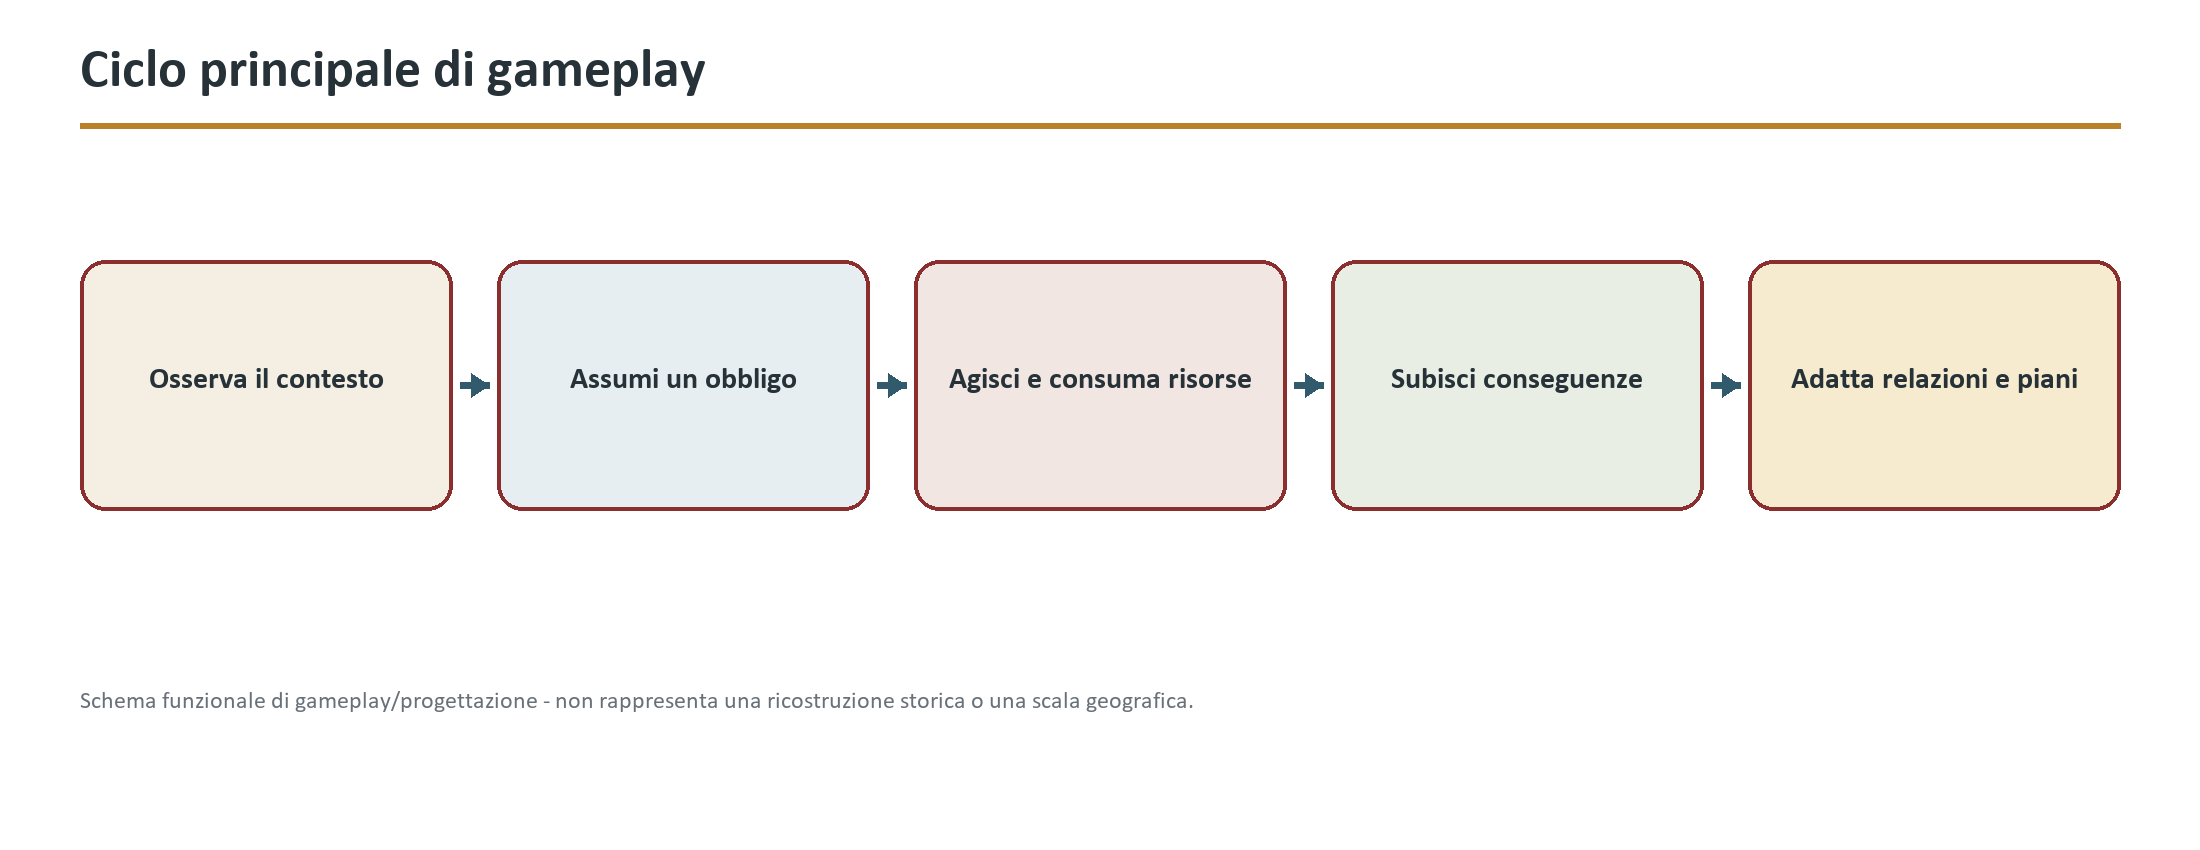 Ciclo principale di gameplay
Osserva il contesto
Assumi un obbligo
Agisci e consuma risorse
Subisci conseguenze
Adatta relazioni e piani
Schema funzionale di gameplay/progettazione - non rappresenta una ricostruzione storica o una scala geografica.